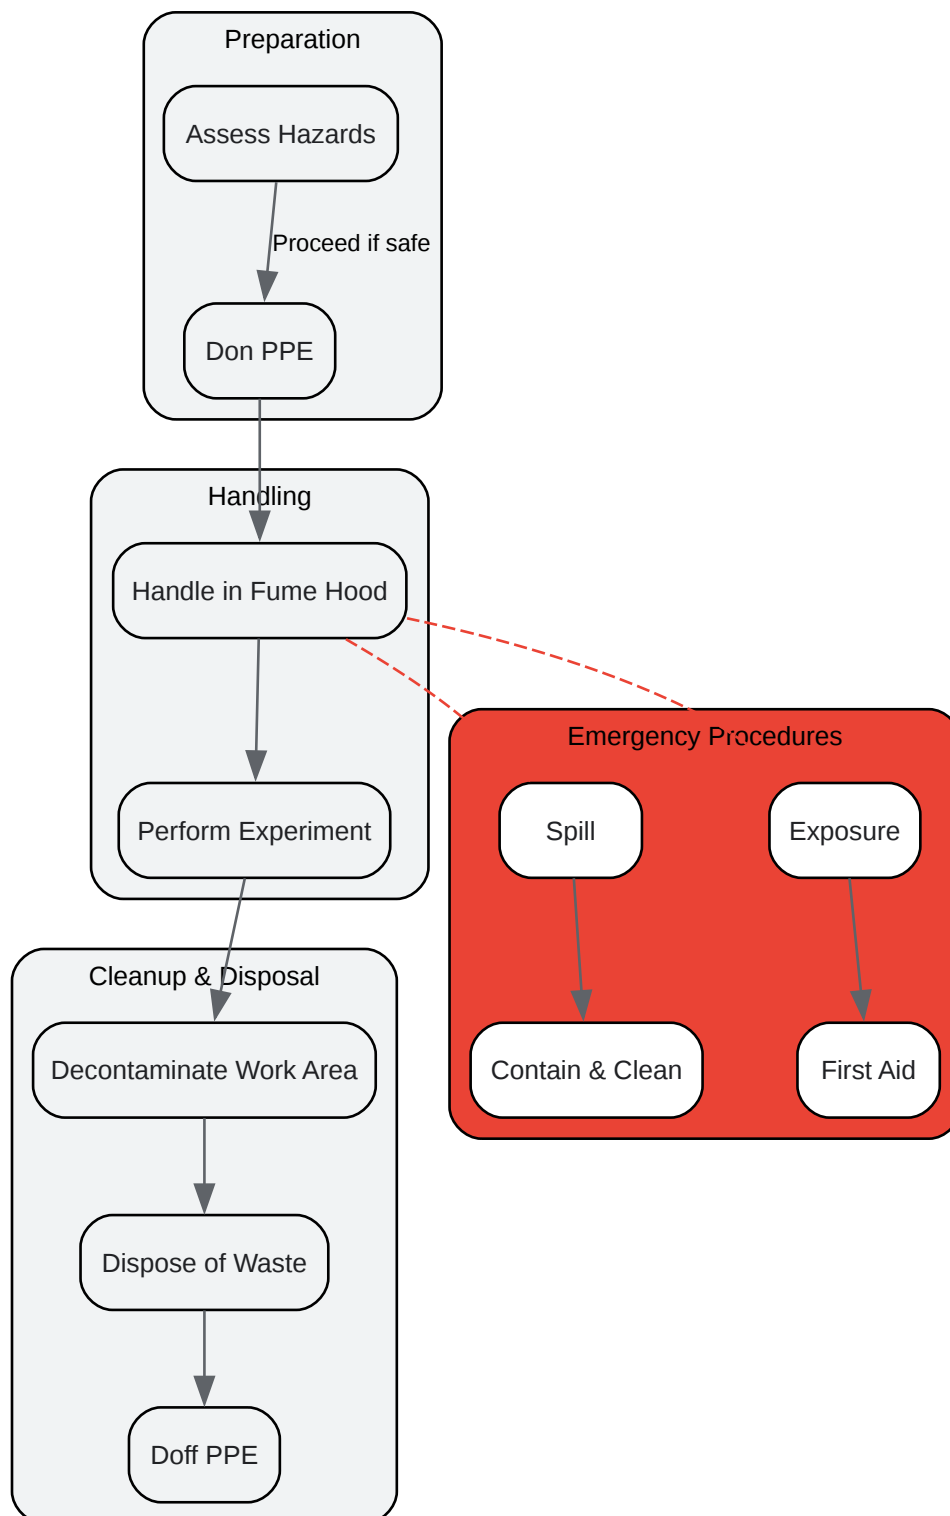 Preparation
Assess Hazards
Proceed if safe
Don PPE
Handling
Handle in Fume Hood
Perform Experiment
Emergency Procedures
Spill
Exposure
Contain & Clean
First Aid
Cleanup & Disposal
Decontaminate Work Area
Dispose of Waste
Doff PPE